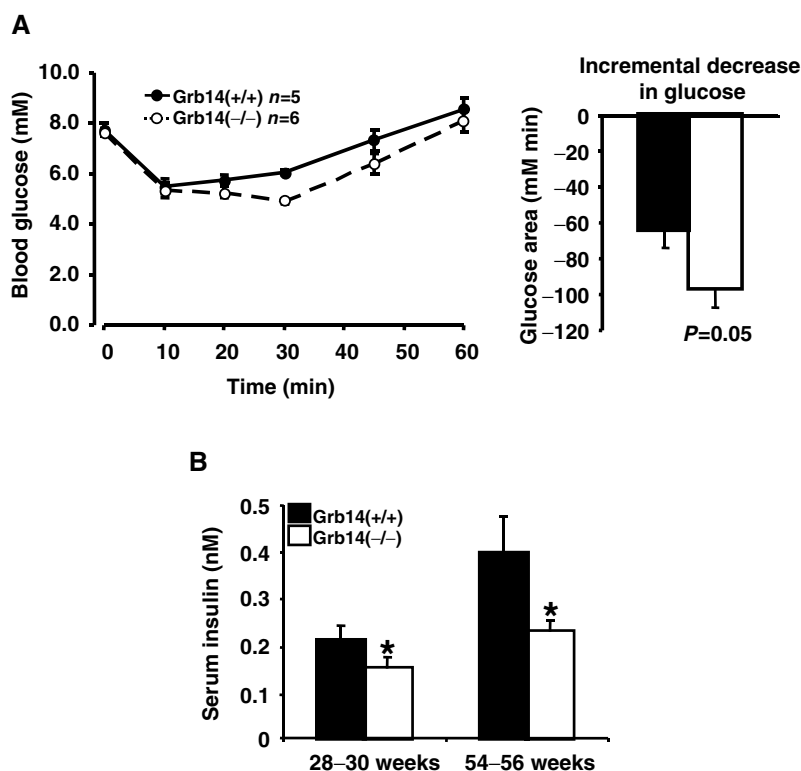 A
Blood glucose (mM)
10.0
8.0
6.0
4.0
2.0
0.0
Grb14(+/+) n=5
Grb14(−/−) n=6
0 10 20 30 40 50 60
Time (min)
Incremental decrease
in glucose
Glucose area (mM min)
0
−20
−40
−60
−80
−100
−120
P=0.05
B
Serum insulin (nM)
0.5
0.4
0.3
0.2
0.1
0
Grb14(+/+)
Grb14(−/−)
*
*
28–30 weeks 54–56 weeks